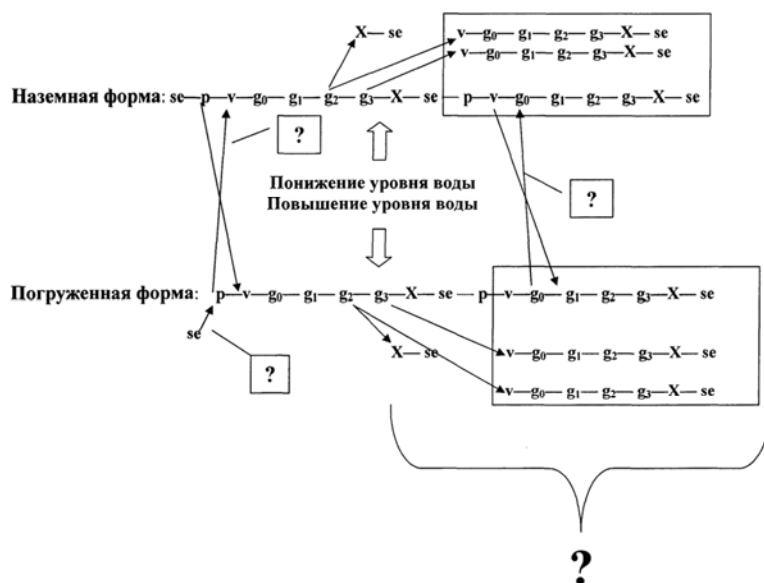 X— se
v—g₀— g₁— g₂— g₃—X— se
v—g₀— g₁— g₂— g₃—X— se
Наземная форма: se—p—v—g₀ g₁— g₂— g₃—X— se— p— v—g₀— g₁— g₂— g₃—X— se
?
?
Понижение уровня воды
Повышение уровня воды
Погруженная форма: p—v—g₀— g₁— g₂— g₃—X— se ··· p— v—g₀— g₁— g₂— g₃—X— se
se
?
X— se
v—g₀— g₁— g₂— g₃—X— se
v—g₀— g₁— g₂— g₃—X— se
?